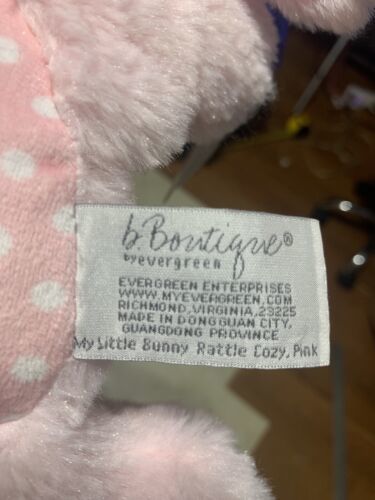 b.Boutique®
by evergreen
EVERGREEN ENTERPRISES
WWW.MYEVERGREEN.COM
RICHMOND,VIRGINIA,23225
MADE IN DONGGUAN CITY,
GUANGDONG PROVINCE
My Little Bunny Rattle Cozy, Pink